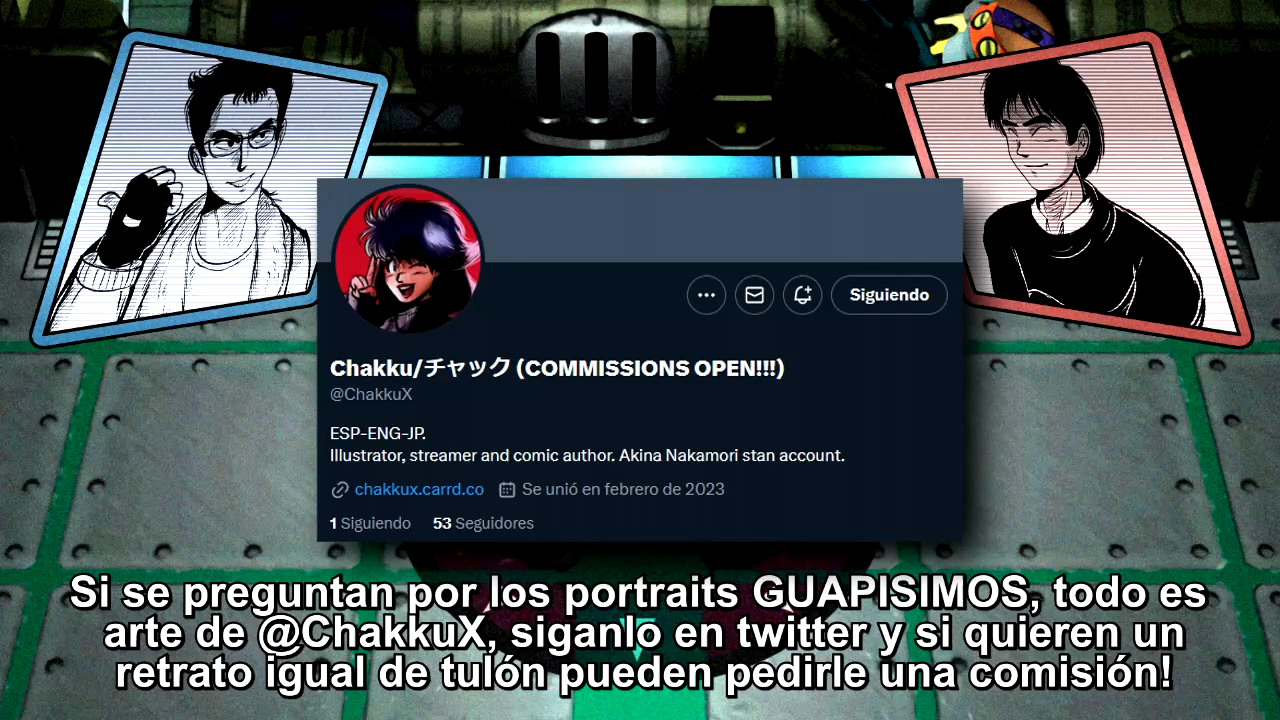 Siguiendo
Chakku/チャック (COMMISSIONS OPEN!!!)
@ChakkuX
ESP-ENG-JP.
Illustrator, streamer and comic author. Akina Nakamori stan account.
chakkux.carrd.co Se unió en febrero de 2023
1 Siguiendo 53 Seguidores
Si se preguntan por los portraits GUAPISIMOS, todo es
arte de @ChakkuX, siganlo en twitter y si quieren un
retrato igual de tulón pueden pedirle una comisión!